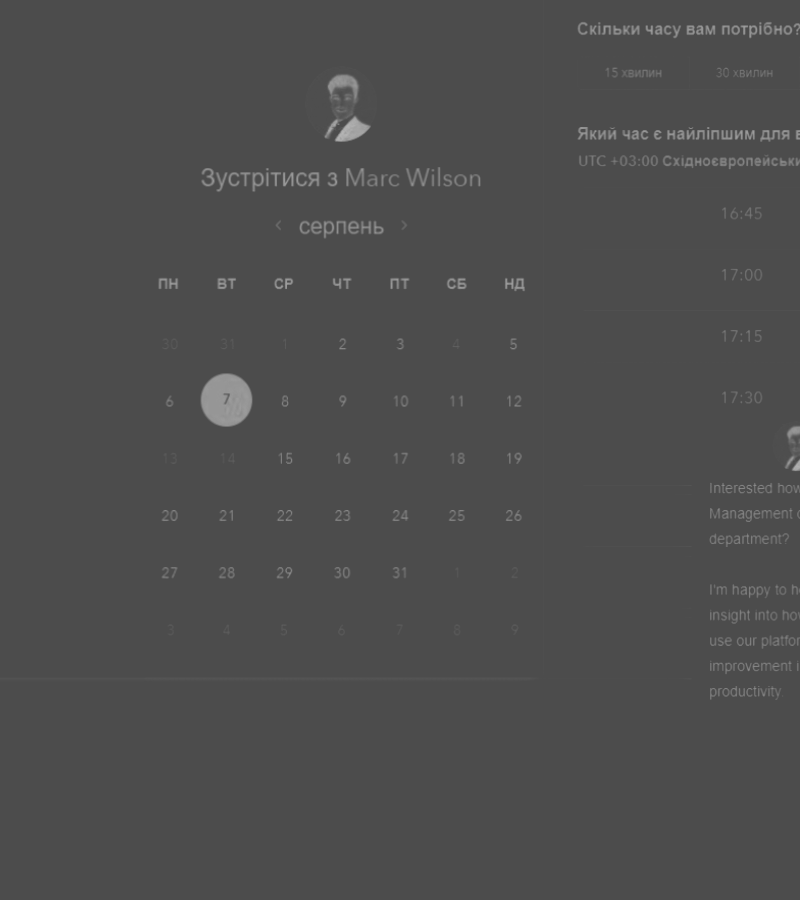 Зустрітися з Marc Wilson
‹ серпень ›
ПН ВТ СР ЧТ ПТ СБ НД
30 31 1 2 3 4 5
6 7 8 9 10 11 12
13 14 15 16 17 18 19
20 21 22 23 24 25 26
27 28 29 30 31 1 2
3 4 5 6 7 8 9
Скільки часу вам потрібно?
15 хвилин 30 хвилин
Який час є найліпшим для
UTC +03:00
16:45
17:00
17:15
17:30
Interested how
Management
department?
I'm happy to
insight into
use our
improvement
productivity